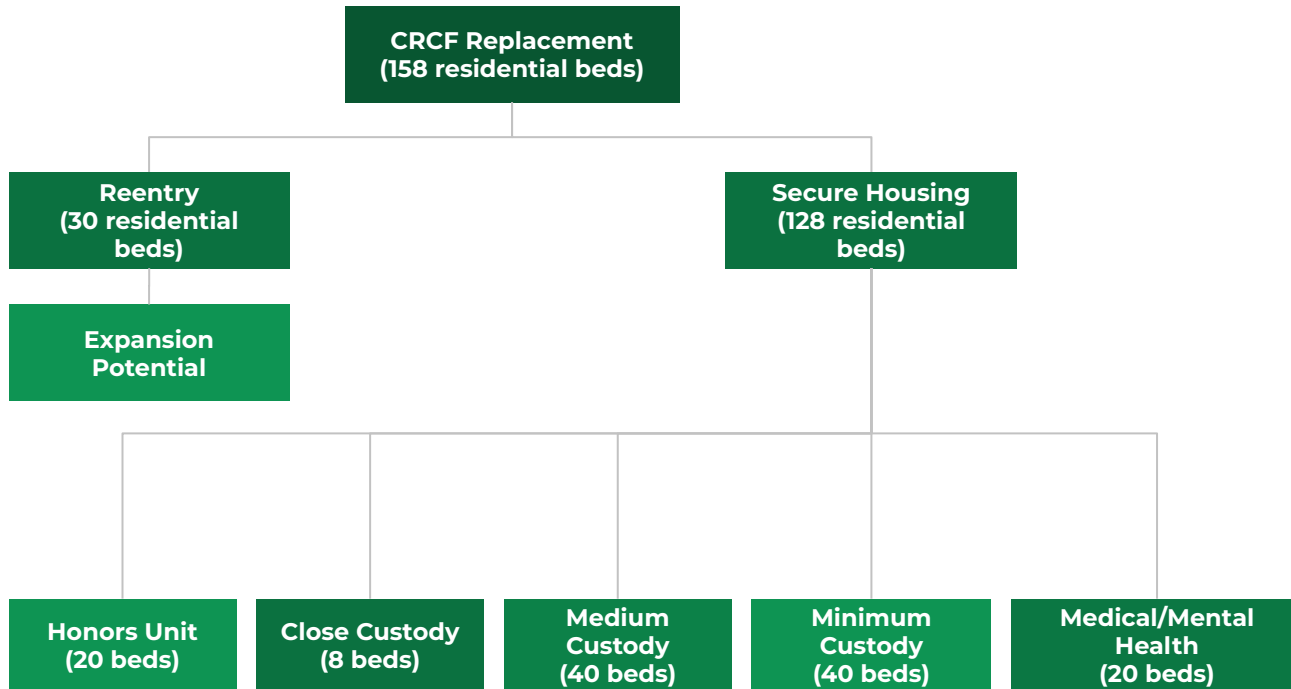 CRCF Replacement
(158 residential beds)
Reentry
(30 residential
beds)
Secure Housing
(128 residential
beds)
Expansion
Potential
Honors Unit
(20 beds)
Close Custody
(8 beds)
Medium
Custody
(40 beds)
Minimum
Custody
(40 beds)
Medical/Mental
Health
(20 beds)